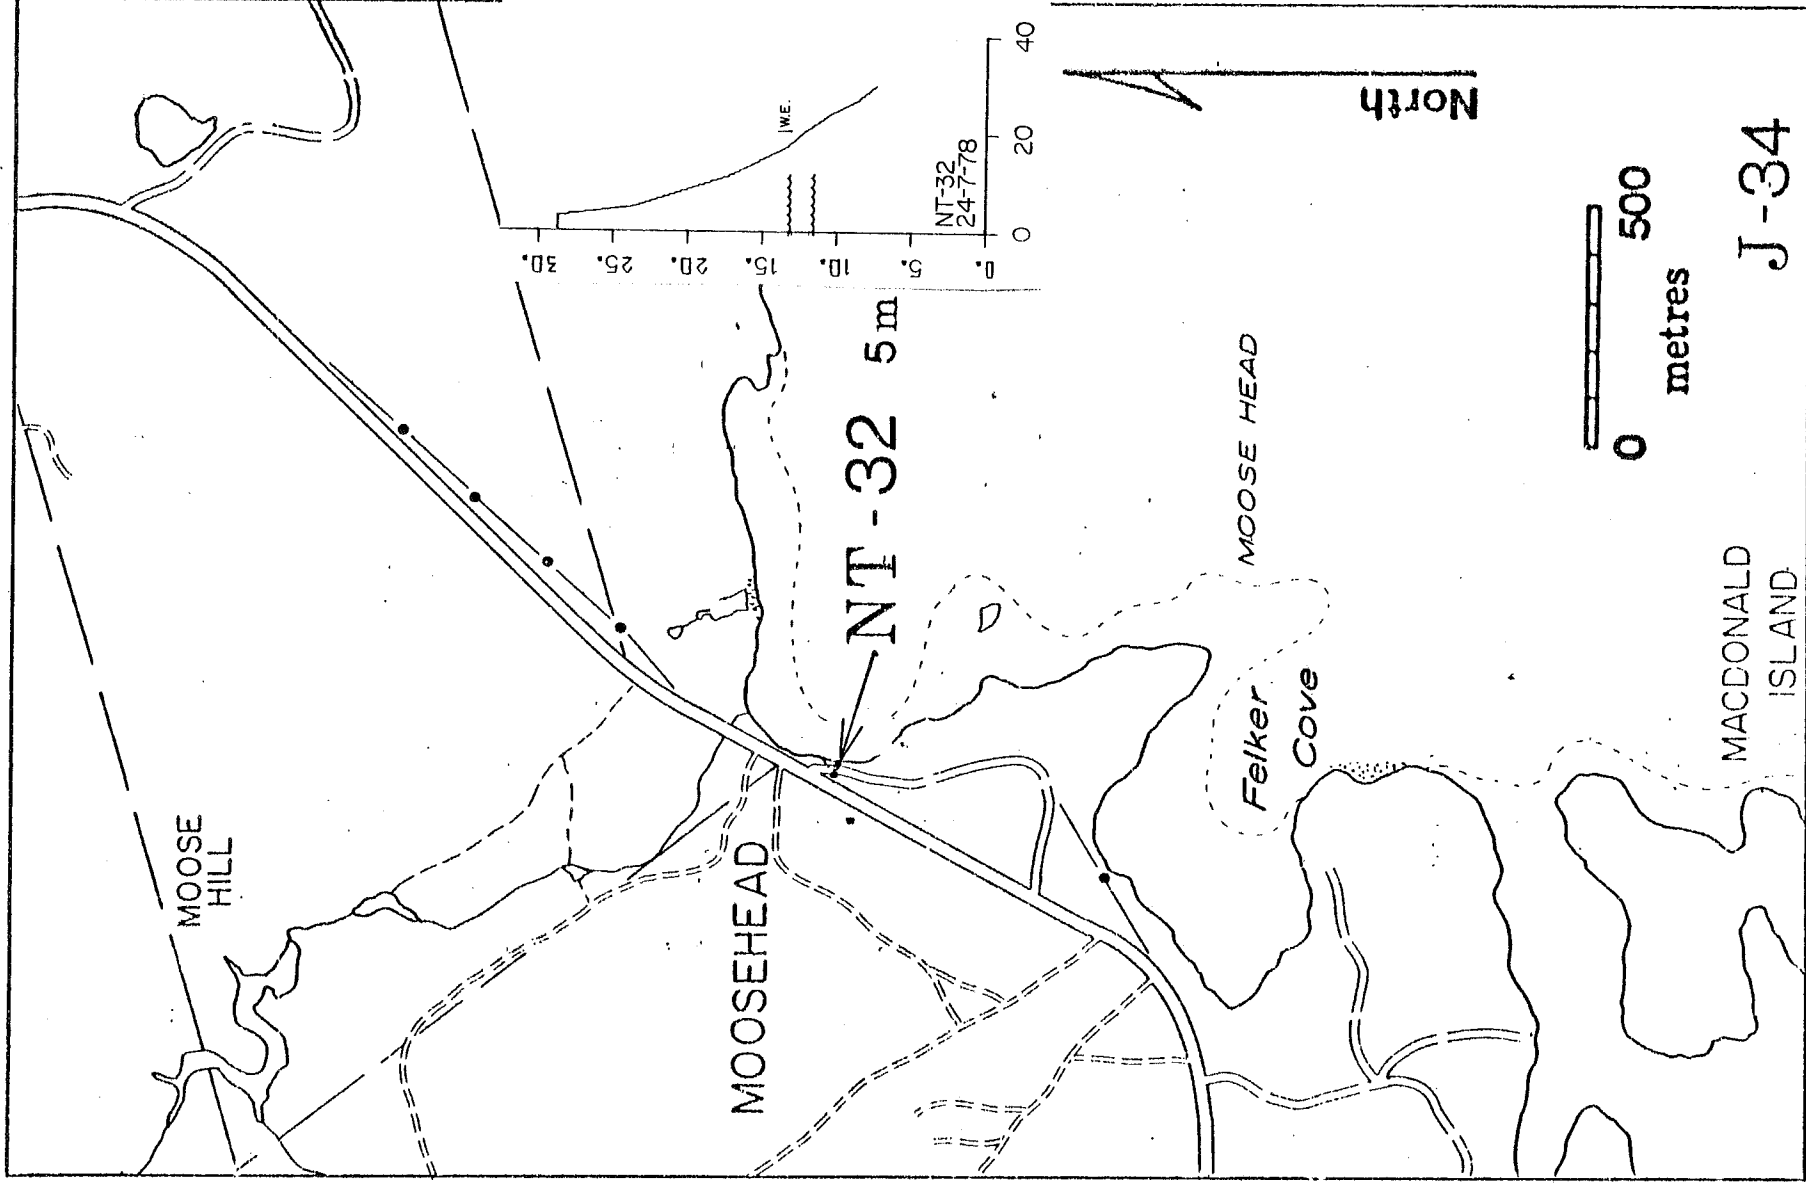 MOOSE
HILL
MOOSEHEAD
NT-32 5m
MOOSE HEAD
Felker
Cove
MACDONALD
ISLAND
30.
25.
20.
15.
10.
5.
0.
0 20 40
W.E.
NT-32
24-7-78
North
0 500
metres
J-34